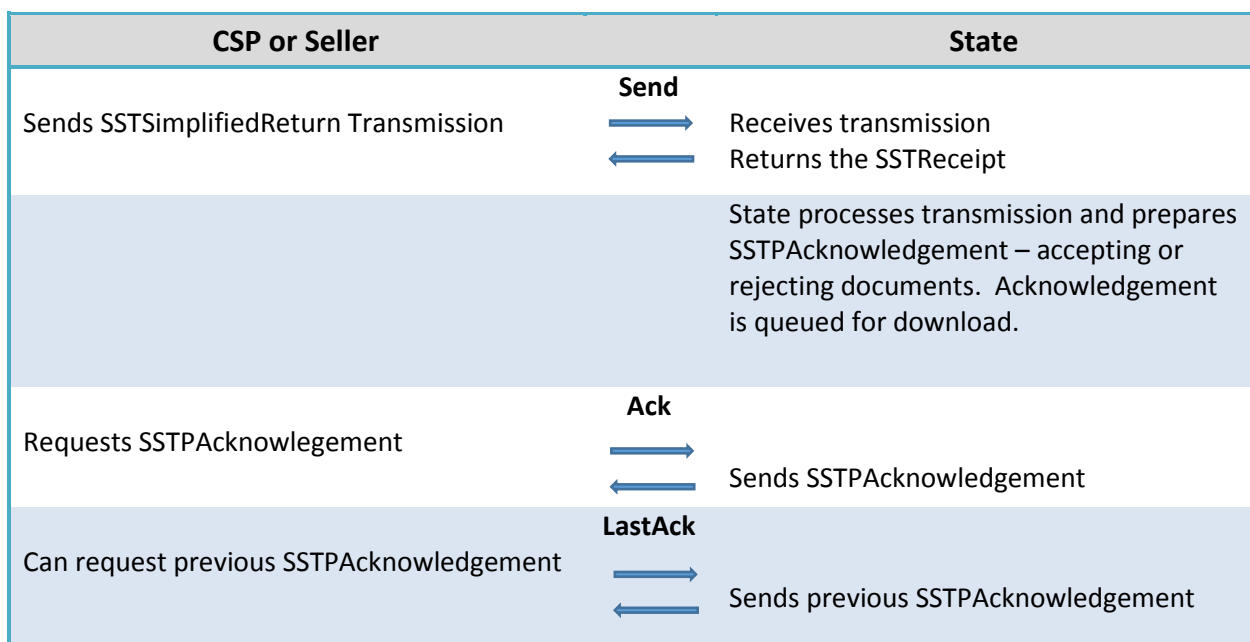 CSP or Seller
State
Send
Sends SSTSimplifiedReturn Transmission
Receives transmission
Returns the SSTReceipt
State processes transmission and prepares
SSTPAcknowledgement – accepting or
rejecting documents.  Acknowledgement
is queued for download.
Ack
Requests SSTPAcknowlegement
Sends SSTPAcknowledgement
LastAck
Can request previous SSTPAcknowledgement
Sends previous SSTPAcknowledgement